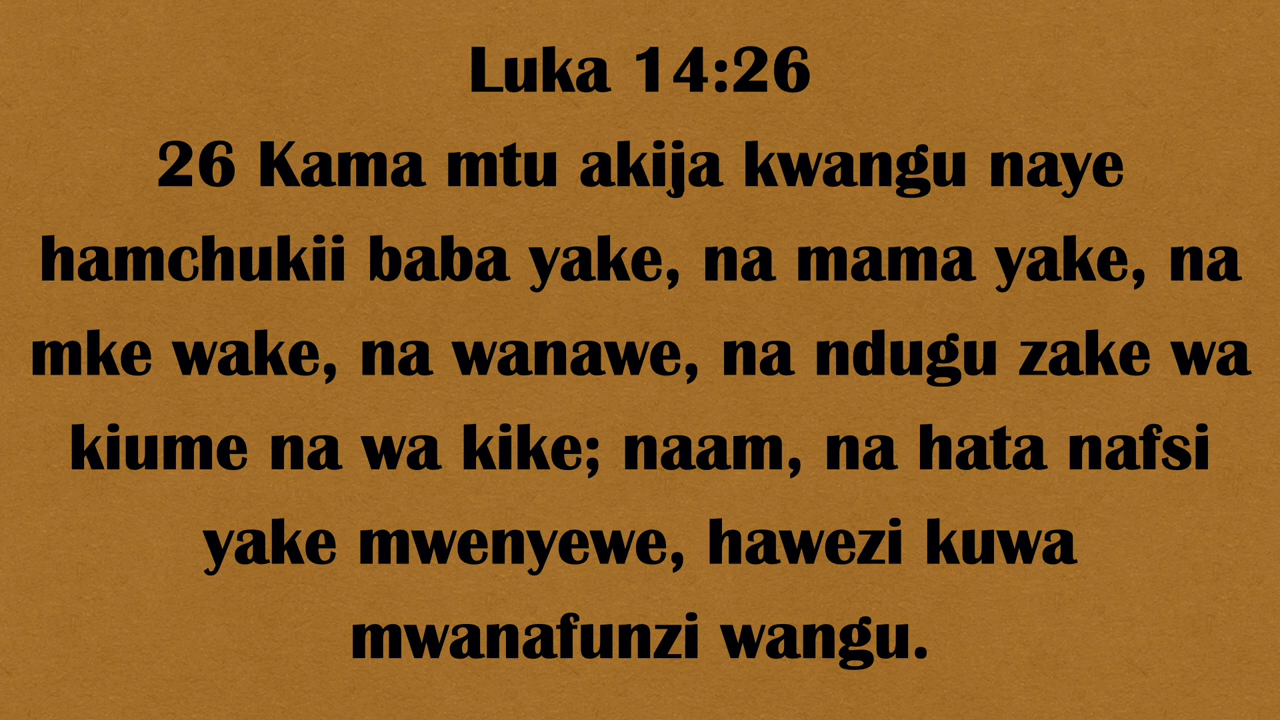 Luka 14:26
26 Kama mtu akija kwangu naye
hamchukii baba yake, na mama yake, na
mke wake, na wanawe, na ndugu zake wa
kiume na wa kike; naam, na hata nafsi
yake mwenyewe, hawezi kuwa
mwanafunzi wangu.